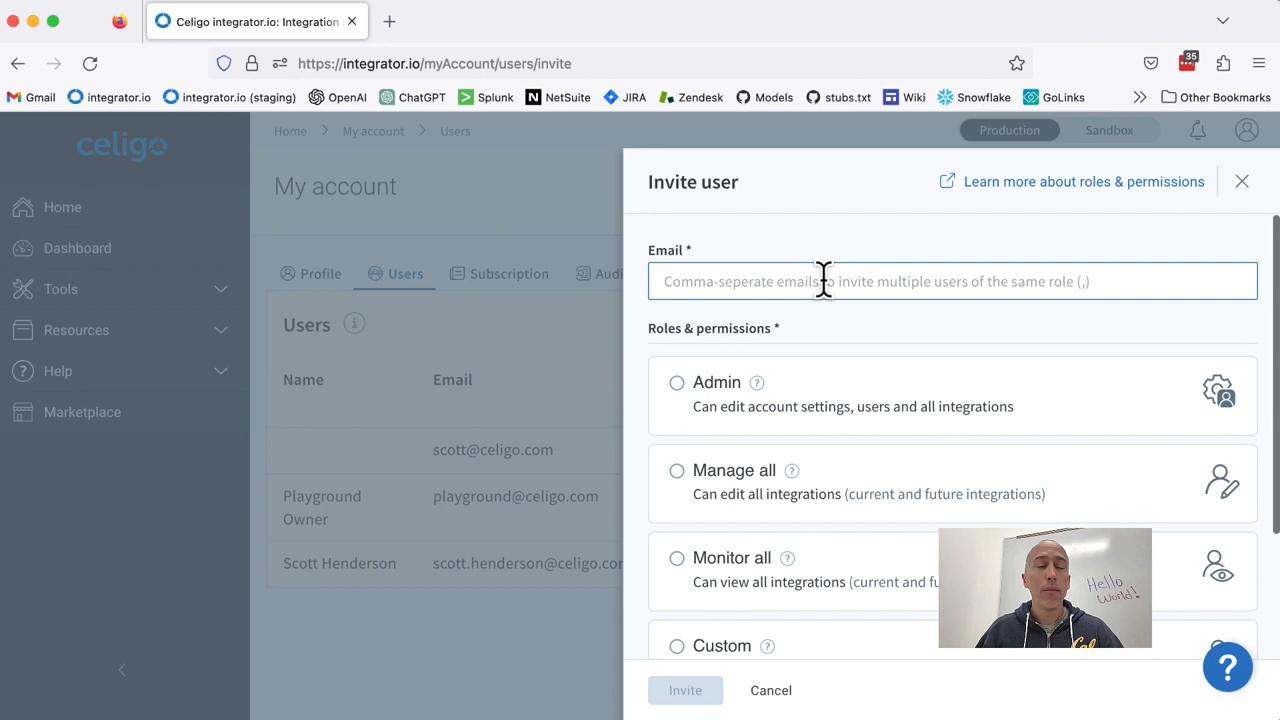 Celigo integrator.io: Integration
https://integrator.io/myAccount/users/invite
35
Gmail
integrator.io
integrator.io (staging)
OpenAI
ChatGPT
Splunk
NetSuite
JIRA
Zendesk
Models
stubs.txt
Wiki
Snowflake
GoLinks
Other Bookmarks
celigo
Home
Dashboard
Tools
Resources
Help
Marketplace
Home
My account
Users
Production
Sandbox
My account
Profile
Users
Subscription
Audi
Users
Name
Email
scott@celigo.com
Playground
Owner
playground@celigo.com
Scott Henderson
scott.henderson@celigo.cor
Invite user
Learn more about roles & permissions
Email *
Comma-seperate emails to invite multiple users of the same role (,)
Roles & permissions *
Admin
Can edit account settings, users and all integrations
Manage all
Can edit all integrations (current and future integrations)
Monitor all
Can view all integrations (current and fu
Hello
World!
Cal
Custom
Invite
Cancel